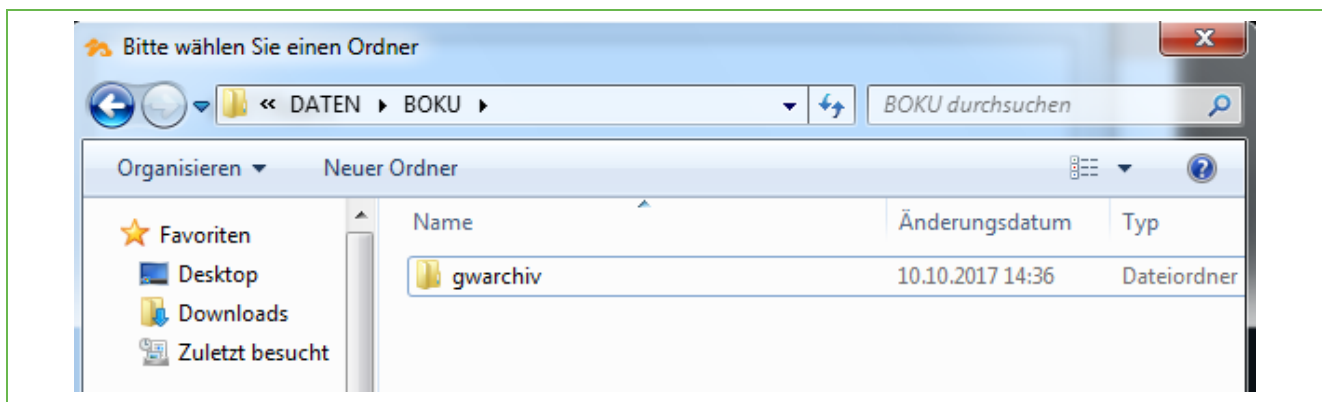 Bitte wählen Sie einen Ordner
« DATEN ▸ BOKU ▸ BOKU durchsuchen
Organisieren Neuer Ordner
Favoriten Name Änderungsdatum Typ
Desktop gwarchiv 10.10.2017 14:36 Dateiordner
Downloads
Zuletzt besucht